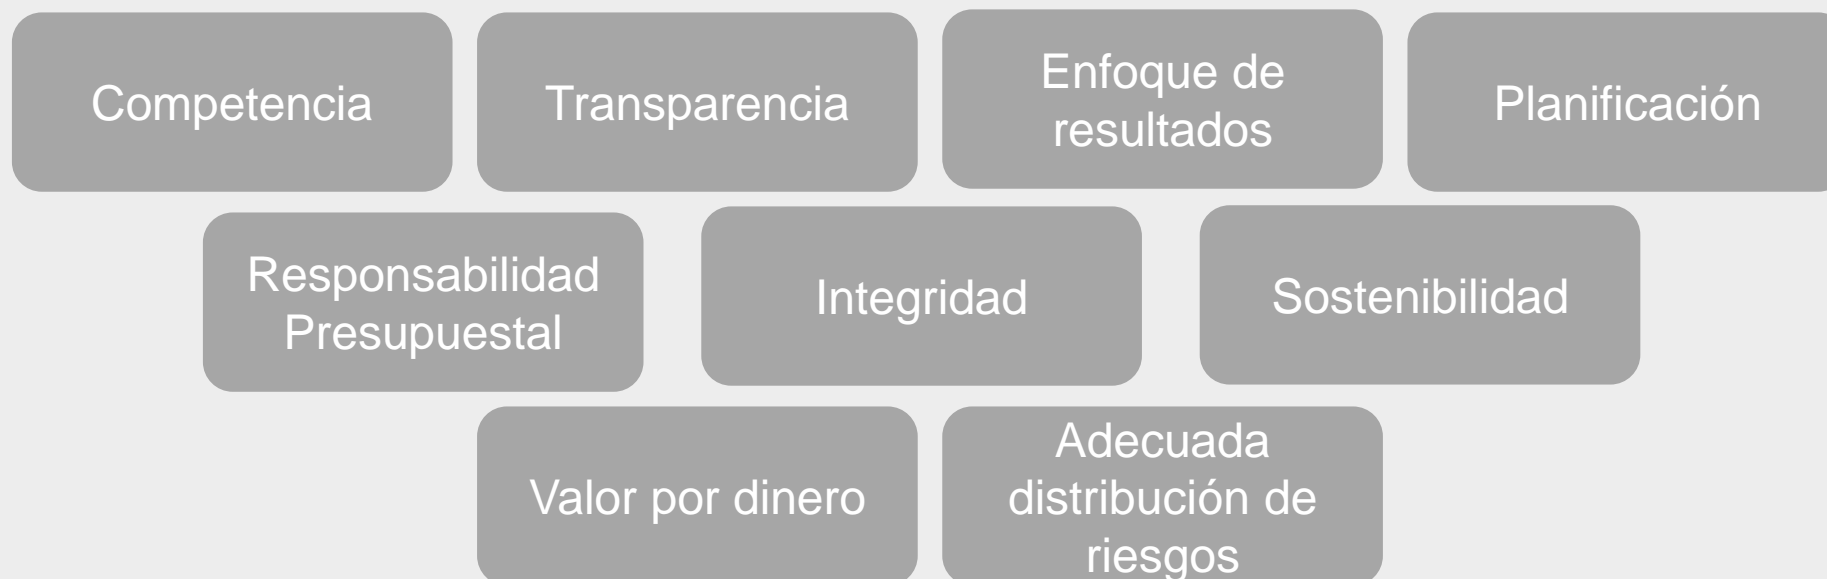 Competencia
Transparencia
Enfoque de
resultados
Planificación
Responsabilidad
Presupuestal
Integridad
Sostenibilidad
Valor por dinero
Adecuada
distribución de
riesgos